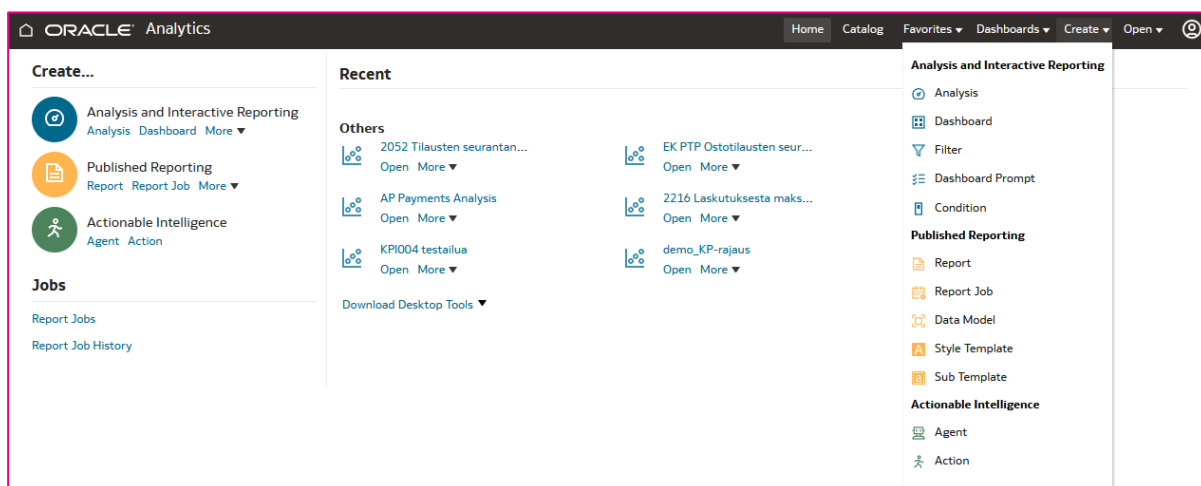 ORACLE Analytics
Home Catalog Favorites Dashboards Create Open
Create...
Analysis and Interactive Reporting
Analysis Dashboard More
Published Reporting
Report Report Job More
Actionable Intelligence
Agent Action
Jobs
Report Jobs
Report Job History
Recent
Others
2052 Tilausten seurantan...
Open More
EK PTP Ostotilausten seur...
Open More
AP Payments Analysis
Open More
2216 Laskutuksesta maks...
Open More
KPI004 testailua
Open More
demo_KP-rajaus
Open More
Download Desktop Tools
Analysis and Interactive Reporting
Analysis
Dashboard
Filter
Dashboard Prompt
Condition
Published Reporting
Report
Report Job
Data Model
Style Template
Sub Template
Actionable Intelligence
Agent
Action